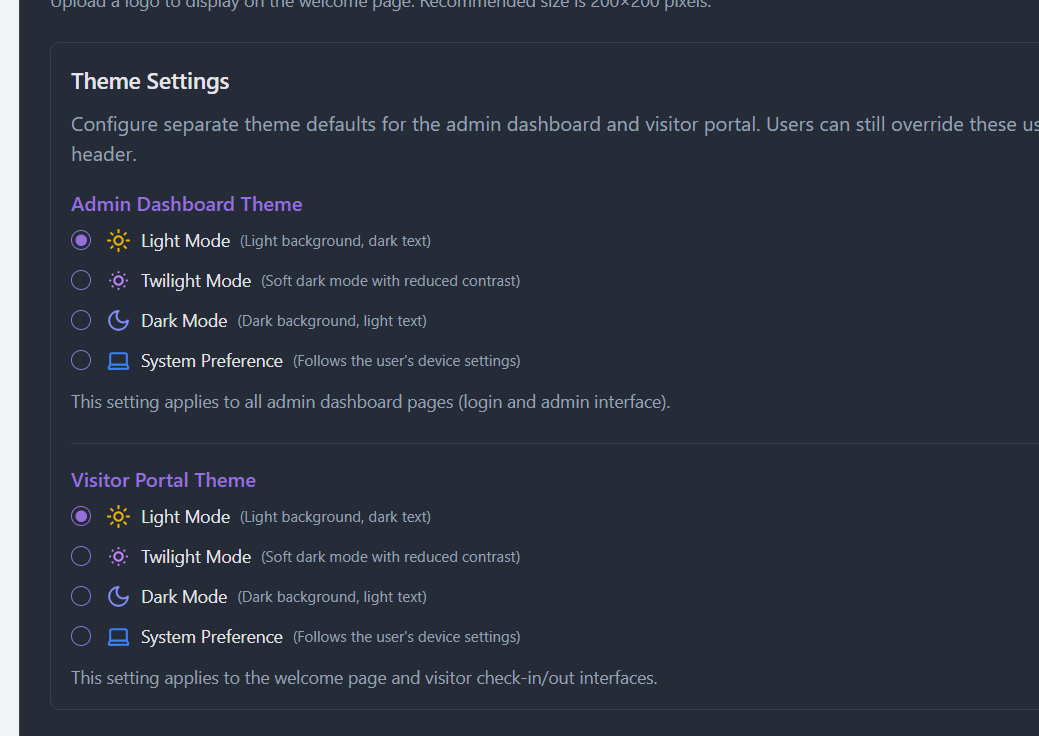 Upload a logo to display on the welcome page. Recommended size is 200×200 pixels.
Theme Settings
Configure separate theme defaults for the admin dashboard and visitor portal. Users can still override these us
header.
Admin Dashboard Theme
Light Mode (Light background, dark text)
Twilight Mode (Soft dark mode with reduced contrast)
Dark Mode (Dark background, light text)
System Preference (Follows the user's device settings)
This setting applies to all admin dashboard pages (login and admin interface).
Visitor Portal Theme
Light Mode (Light background, dark text)
Twilight Mode (Soft dark mode with reduced contrast)
Dark Mode (Dark background, light text)
System Preference (Follows the user's device settings)
This setting applies to the welcome page and visitor check-in/out interfaces.